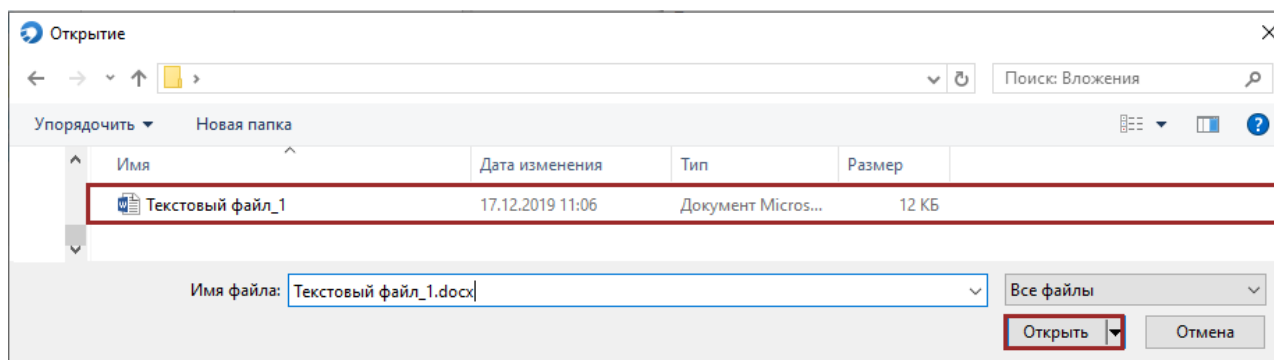 Открытие
Поиск: Вложения
Упорядочить Новая папка
Имя Дата изменения Тип Размер
Текстовый файл_1 17.12.2019 11:06 Документ Micros... 12 КБ
Имя файла: Текстовый файл_1.docx Все файлы
Открыть Отмена